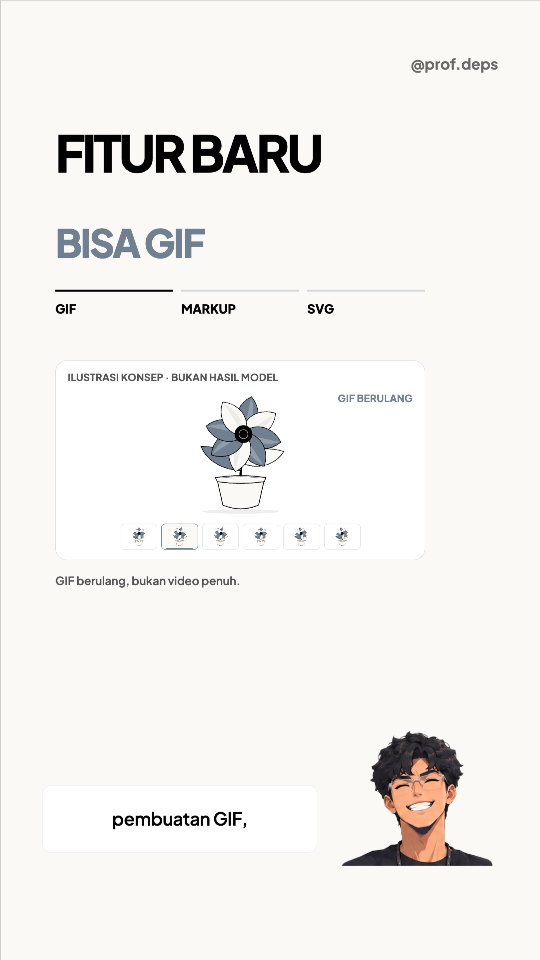 @prof.deps
FITUR BARU
BISA GIF
GIF
MARKUP
SVG
ILUSTRASI KONSEP · BUKAN HASIL MODEL
GIF BERULANG
GIF berulang, bukan video penuh.
pembuatan GIF,